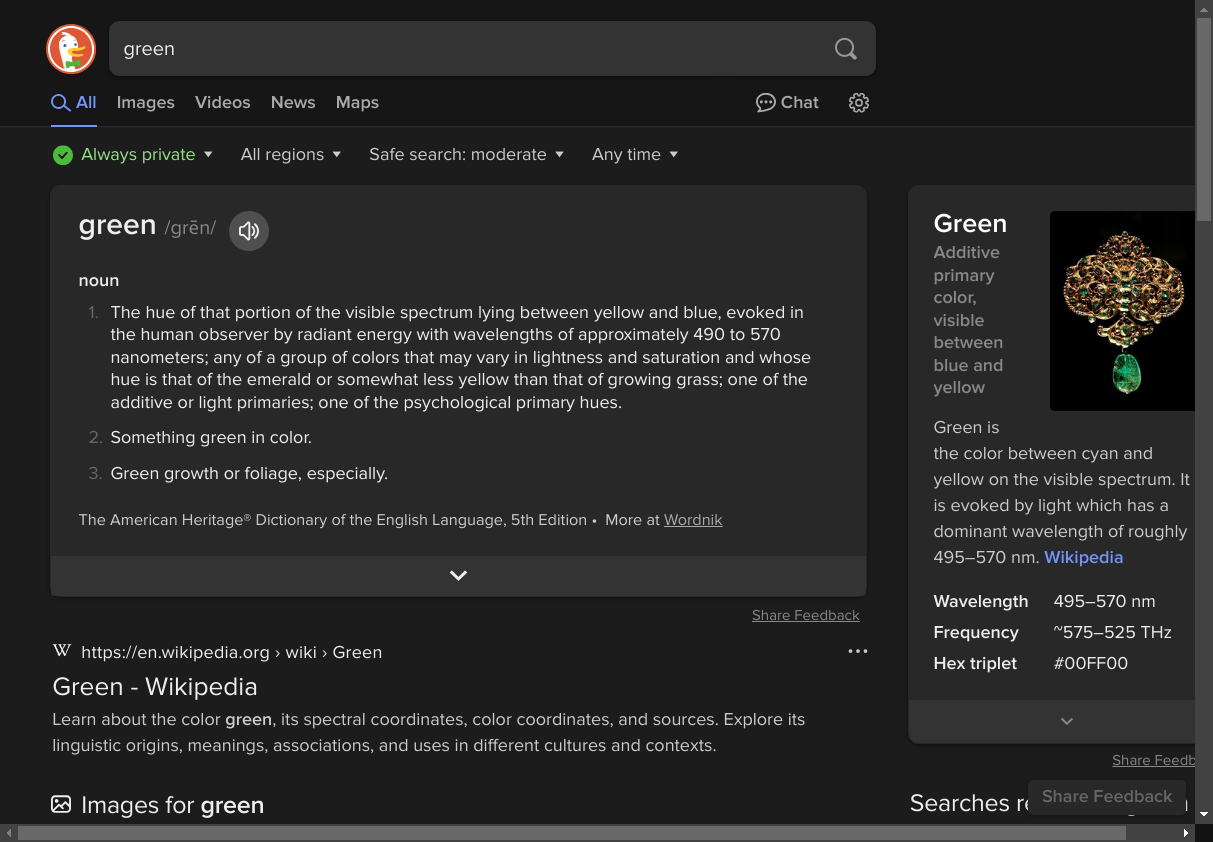 green
All Images Videos News Maps Chat
Always private All regions Safe search: moderate Any time
green /grēn/
noun
1. The hue of that portion of the visible spectrum lying between yellow and blue, evoked in
the human observer by radiant energy with wavelengths of approximately 490 to 570
nanometers; any of a group of colors that may vary in lightness and saturation and whose
hue is that of the emerald or somewhat less yellow than that of growing grass; one of the
additive or light primaries; one of the psychological primary hues.
2. Something green in color.
3. Green growth or foliage, especially.
The American Heritage® Dictionary of the English Language, 5th Edition • More at Wordnik
Share Feedback
W https://en.wikipedia.org › wiki › Green
Green - Wikipedia
Learn about the color green, its spectral coordinates, color coordinates, and sources. Explore its
linguistic origins, meanings, associations, and uses in different cultures and contexts.
Images for green
Green
Additive
primary
color,
visible
between
blue and
yellow
Green is
the color between cyan and
yellow on the visible spectrum. It
is evoked by light which has a
dominant wavelength of roughly
495–570 nm. Wikipedia
Wavelength 495–570 nm
Frequency ~575–525 THz
Hex triplet #00FF00
Share Feedb
Searches
Share Feedback